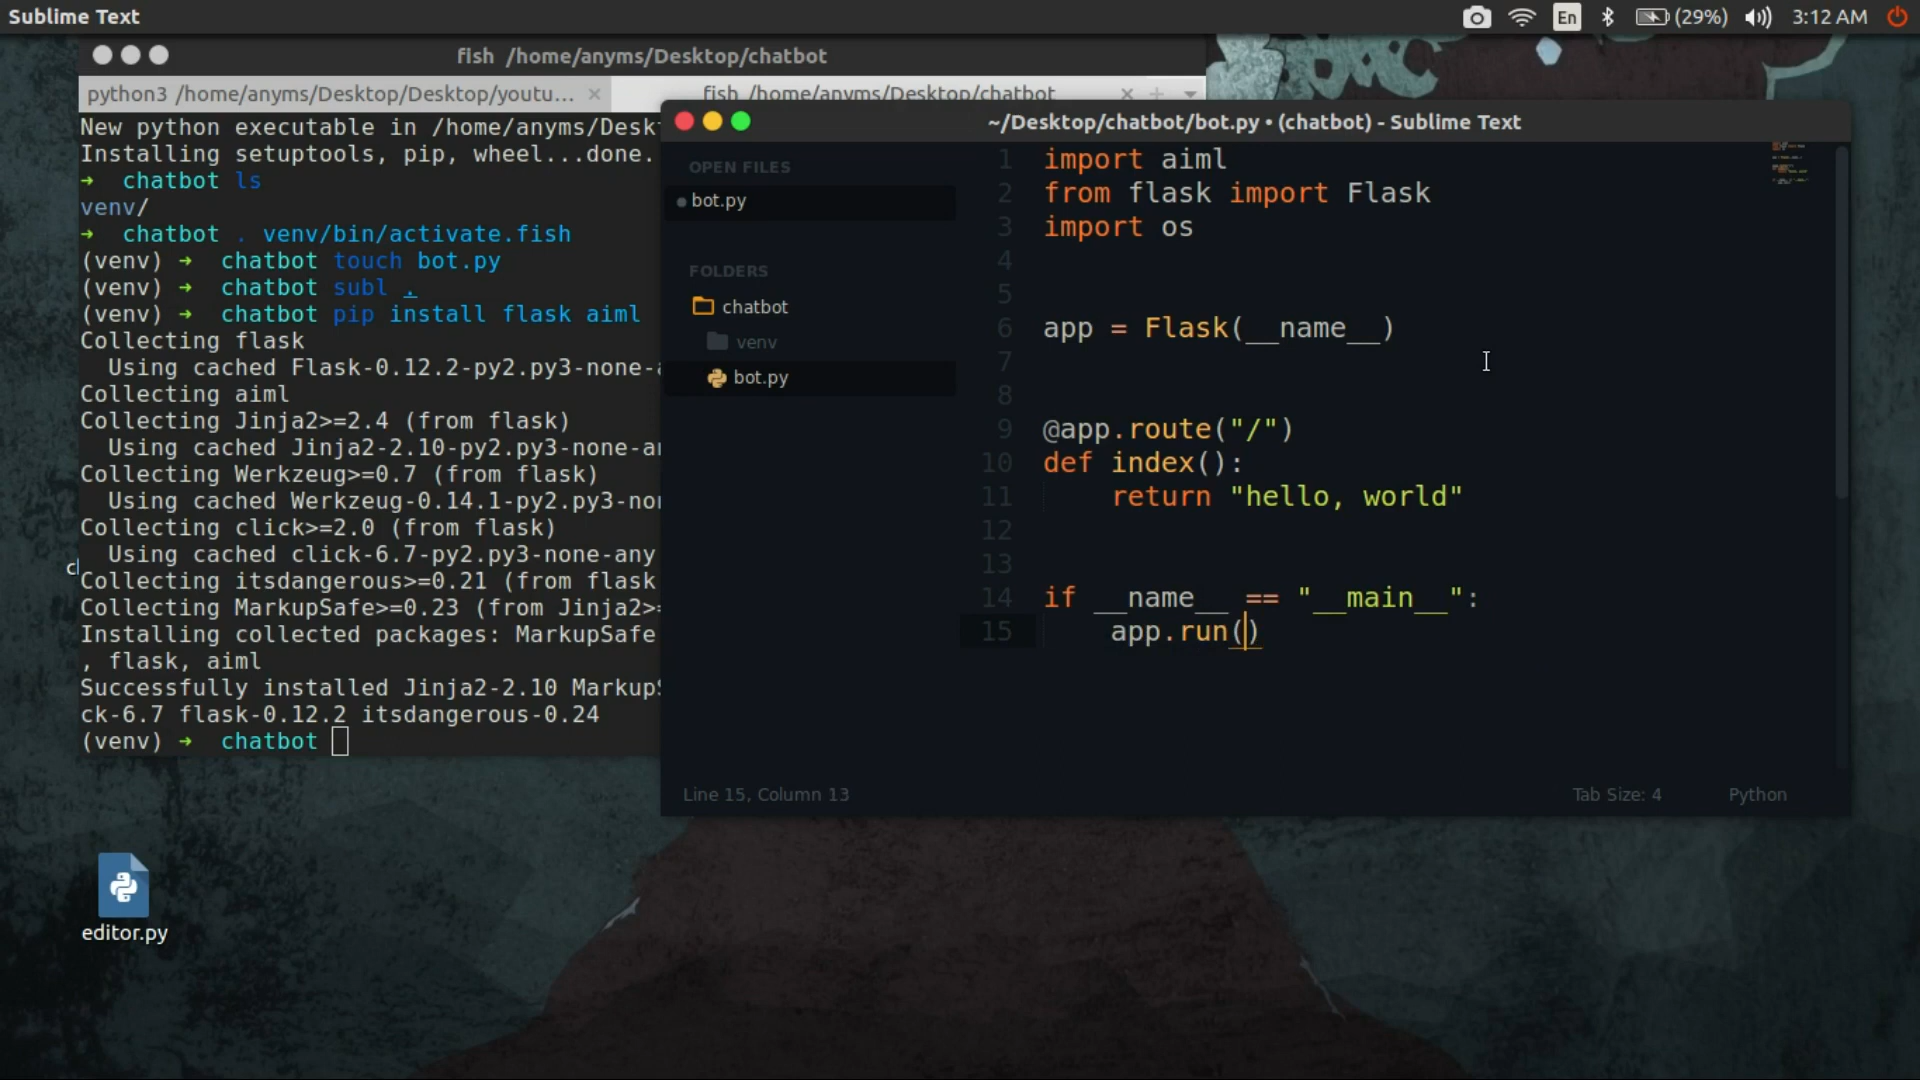 Sublime Text
En
(29%)
3:12 AM
fish /home/anyms/Desktop/chatbot
python3 /home/anyms/Desktop/Desktop/youtu...
fish /home/anyms/Desktop/chatbot
New python executable in /home/anyms/Desk
Installing setuptools, pip, wheel...done.
➜ chatbot ls
venv/
➜ chatbot . venv/bin/activate.fish
(venv) ➜ chatbot touch bot.py
(venv) ➜ chatbot subl .
(venv) ➜ chatbot pip install flask aiml
Collecting flask
Using cached Flask-0.12.2-py2.py3-none-
Collecting aiml
Collecting Jinja2>=2.4 (from flask)
Using cached Jinja2-2.10-py2.py3-none-a
Collecting Werkzeug>=0.7 (from flask)
Using cached Werkzeug-0.14.1-py2.py3-no
Collecting click>=2.0 (from flask)
Using cached click-6.7-py2.py3-none-any
Collecting itsdangerous>=0.21 (from flask
Collecting MarkupSafe>=0.23 (from Jinja2>=
Installing collected packages: MarkupSafe
, flask, aiml
Successfully installed Jinja2-2.10 MarkupS
ck-6.7 flask-0.12.2 itsdangerous-0.24
(venv) ➜ chatbot
~/Desktop/chatbot/bot.py • (chatbot) - Sublime Text
OPEN FILES
bot.py
FOLDERS
chatbot
venv
bot.py
1 import aiml
2 from flask import Flask
3 import os
4
5
6 app = Flask(__name__)
7
8
9 @app.route("/")
10 def index():
11 return "hello, world"
12
13
14 if __name__ == "__main__":
15 app.run()
Line 15, Column 13
Tab Size: 4
Python
editor.py